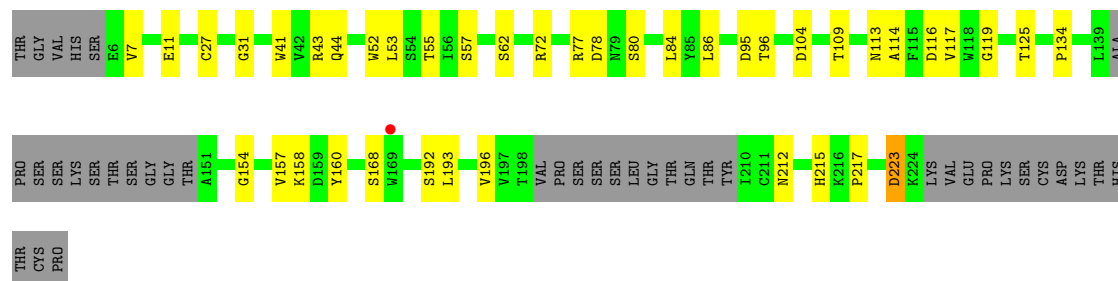 THR GLY VAL HIS SER E6 V7 E11 C27 G31 W41 V42 R43 Q44 W52 L53 S54 T55 I56 S57 S62 R72 R77 D78 N79 S80 L84 Y85 L86 D95 T96 D104 T109 N113 A114 F115 D116 V117 W118 G119 T125 P134 L139 ALA
PRO SER SER LYS SER THR SER GLY GLY THR A151 G154 V157 K158 D159 Y160 S168 W169 S192 L193 V196 V197 T198 VAL PRO SER SER SER LEU GLY THR GLN THR TYR I210 C211 N212 H215 K216 P217 D223 K224 LYS VAL GLU PRO LYS SER CYS ASP LYS THR HIS
THR CYS PRO